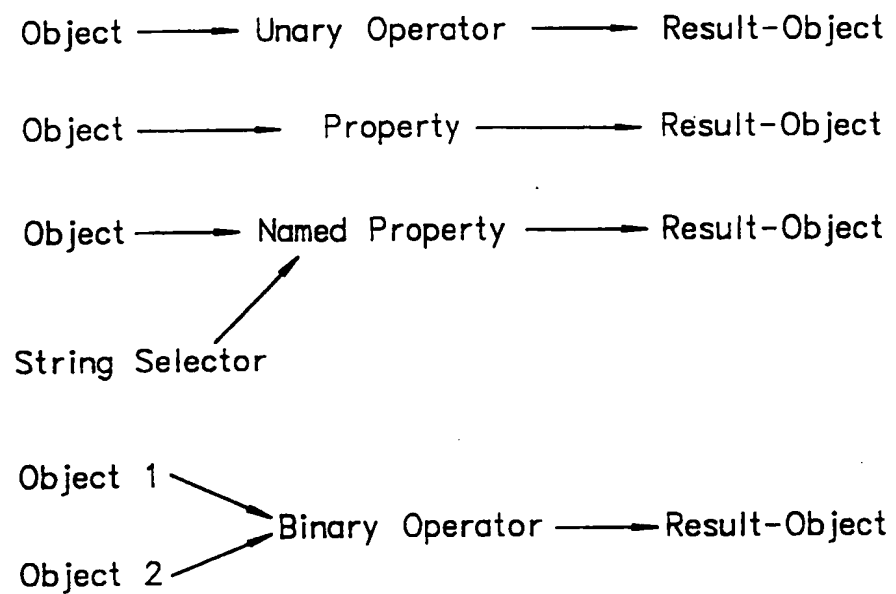 Object Unary Operator Result-Object
Object Property Result-Object
Object Named Property Result-Object
String Selector
Object 1
Binary Operator Result-Object
Object 2